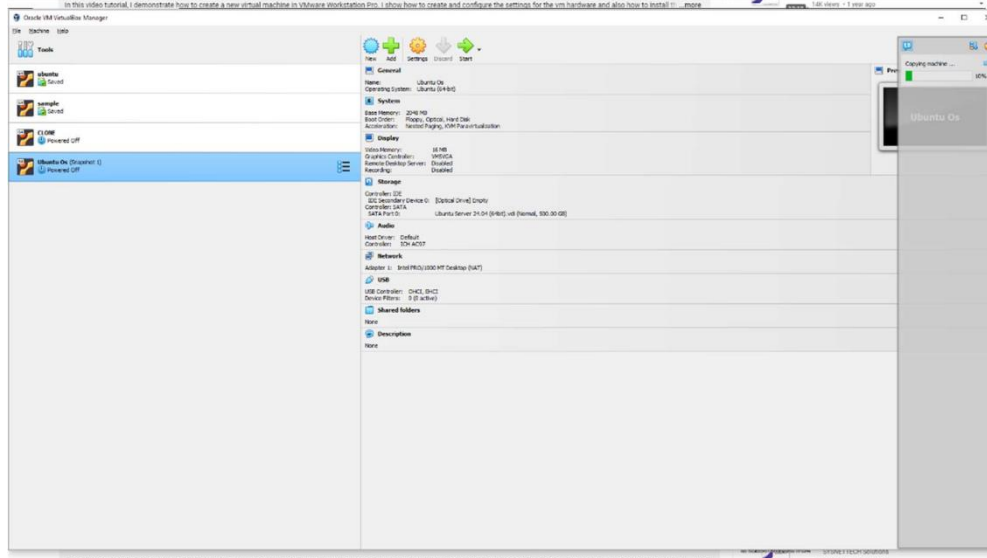 In this video tutorial, I demonstrate how to create a new virtual machine in VMware Workstation Pro. I show how to create and configure the settings for the vm hardware and also how to install th ...more
14K views • 1 year ago
Oracle VM VirtualBox Manager
File Machine Help
Tools
New Add Settings Discard Start
ubuntu
Saved
sample
Saved
CLONE
Powered Off
Ubuntu Os (Snapshot 1)
Powered Off
General
Name: Ubuntu Os
Operating System: Ubuntu (64-bit)
System
Base Memory: 2048 MB
Boot Order: Floppy, Optical, Hard Disk
Acceleration: Nested Paging, KVM Paravirtualization
Display
Video Memory: 16 MB
Graphics Controller: VMSVGA
Remote Desktop Server: Disabled
Recording: Disabled
Storage
Controller: IDE
IDE Secondary Device 0: [Optical Drive] Empty
Controller: SATA
SATA Port 0: Ubuntu Server 24.04 (64bit).vdi (Normal, 500.00 GB)
Audio
Host Driver: Default
Controller: ICH AC97
Network
Adapter 1: Intel PRO/1000 MT Desktop (NAT)
USB
USB Controller: OHCI, EHCI
Device Filters: 0 (0 active)
Shared folders
None
Description
None
Pre
Copying machine ...
10%
Ubuntu Os
SYSNETTECH Solutions